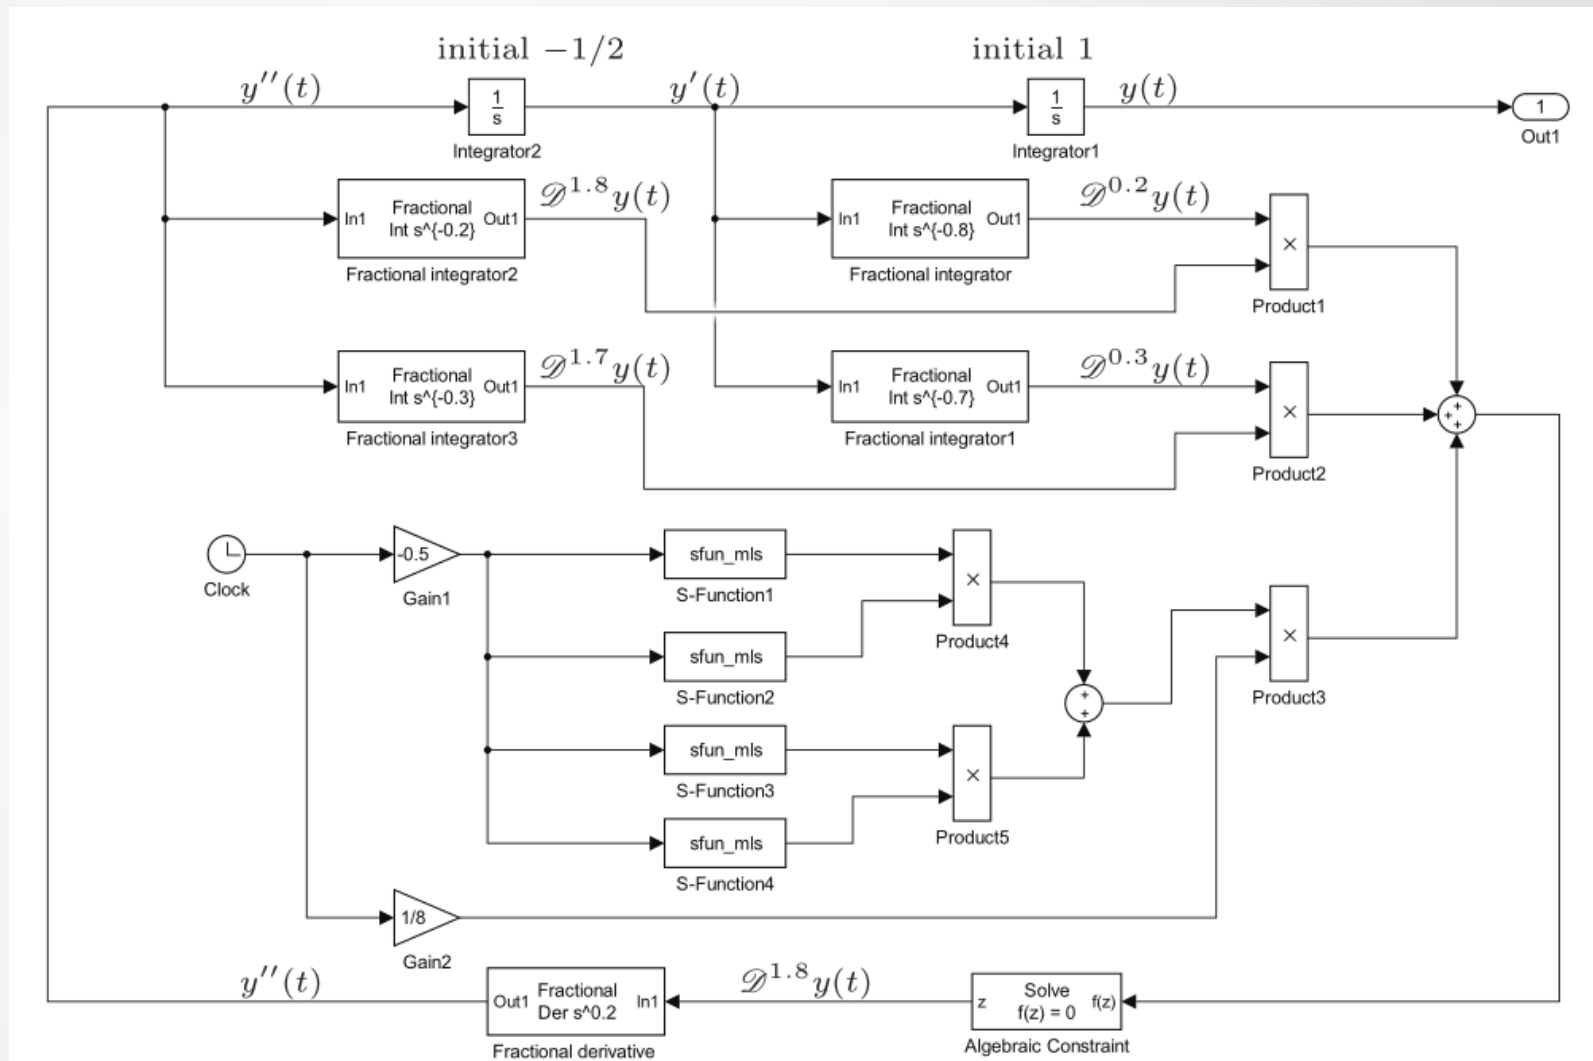 initial −1/2
initial 1
y′′(t)
1
s
Integrator2
y′(t)
1
s
Integrator1
y(t)
1
Out1
In1
Fractional
Int s^{-0.2}
Out1
Fractional integrator2
𝒟^1.8 y(t)
In1
Fractional
Int s^{-0.8}
Out1
Fractional integrator
𝒟^0.2 y(t)
×
Product1
In1
Fractional
Int s^{-0.3}
Out1
Fractional integrator3
𝒟^1.7 y(t)
In1
Fractional
Int s^{-0.7}
Out1
Fractional integrator1
𝒟^0.3 y(t)
×
Product2
+
+
+
Clock
-0.5
Gain1
sfun_mls
S-Function1
sfun_mls
S-Function2
×
Product4
sfun_mls
S-Function3
sfun_mls
S-Function4
×
Product5
+
+
×
Product3
1/8
Gain2
y′′(t)
Out1
Fractional
Der s^0.2
In1
Fractional derivative
𝒟^1.8 y(t)
z
Solve
f(z) = 0
f(z)
Algebraic Constraint